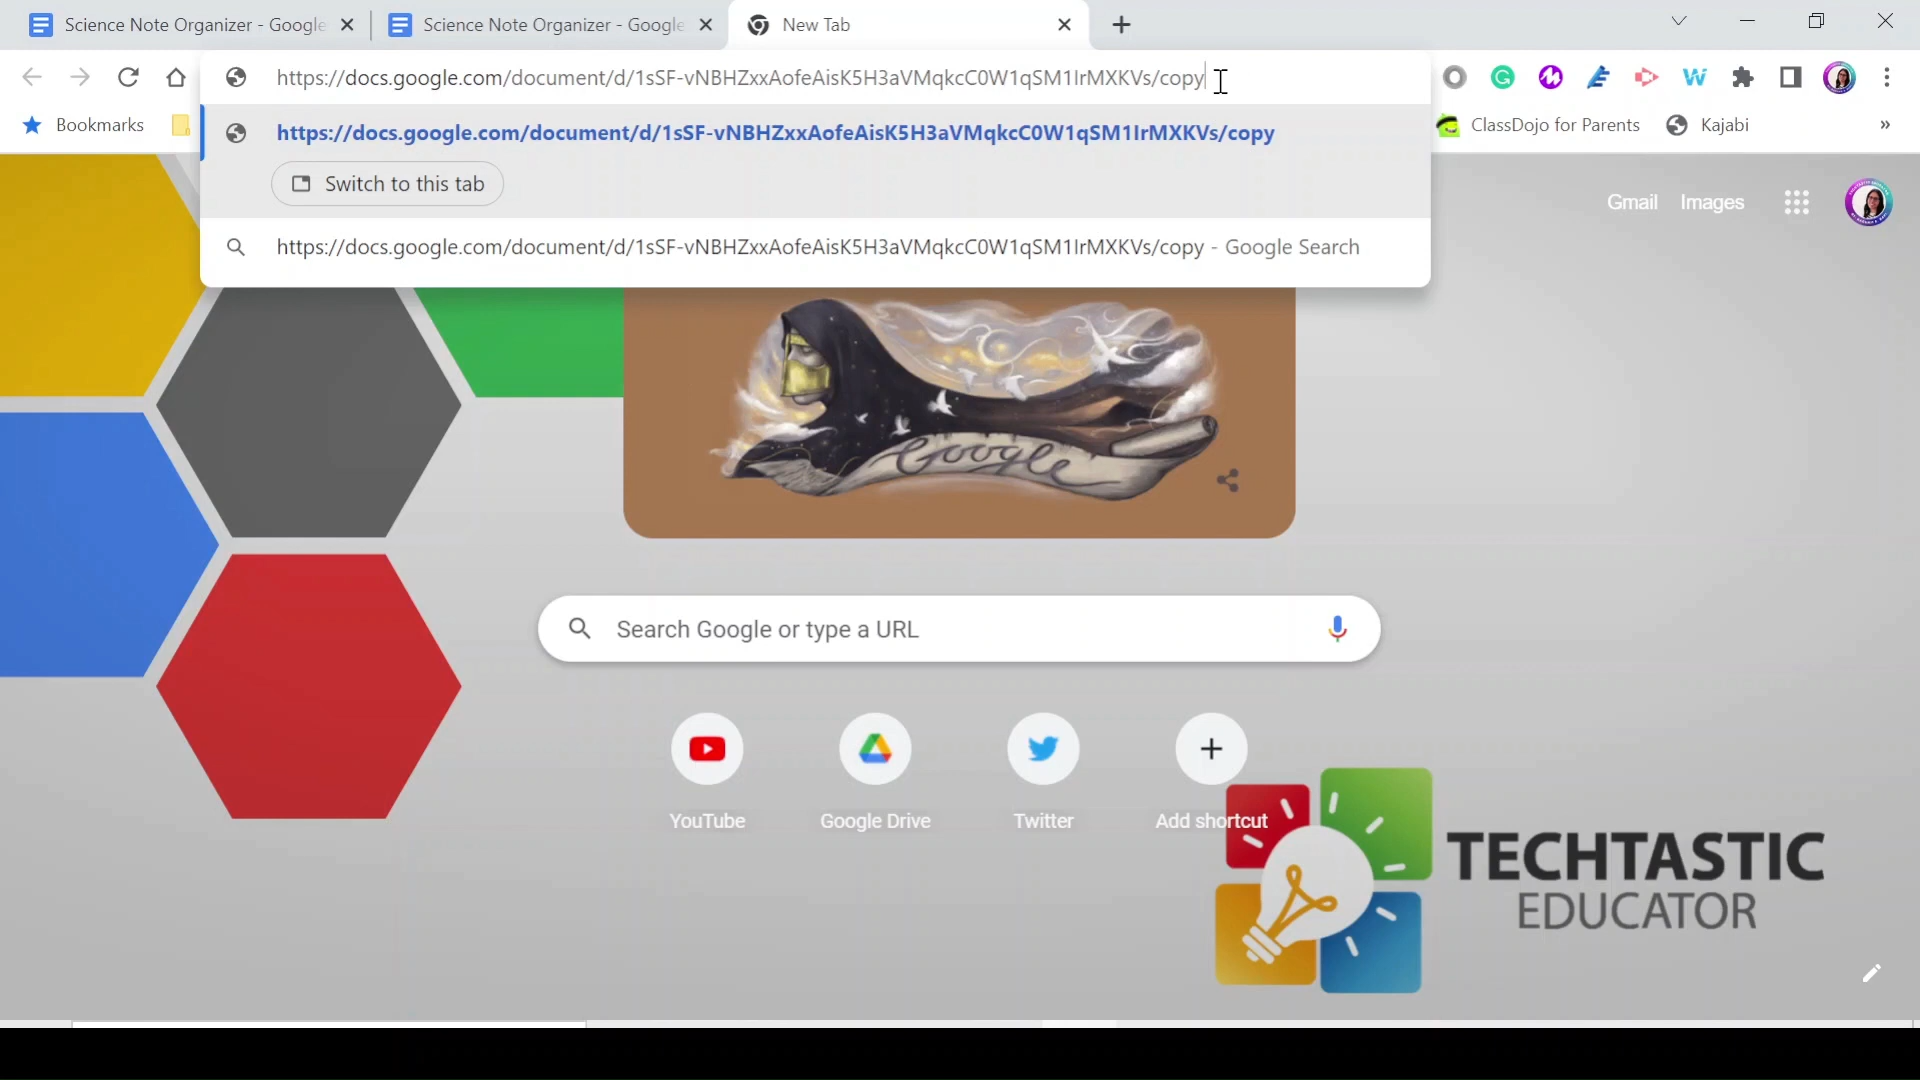 Science Note Organizer - Google
Science Note Organizer - Google
New Tab
https://docs.google.com/document/d/1sSF-vNBHZxxAofeAisK5H3aVMqkcC0W1qSM1IrMXKVs/copy
Bookmarks
ClassDojo for Parents
Kajabi
»
https://docs.google.com/document/d/1sSF-vNBHZxxAofeAisK5H3aVMqkcC0W1qSM1IrMXKVs/copy
Switch to this tab
https://docs.google.com/document/d/1sSF-vNBHZxxAofeAisK5H3aVMqkcC0W1qSM1IrMXKVs/copy - Google Search
Gmail
Images
Google
Search Google or type a URL
YouTube
Google Drive
Twitter
Add shortcut
TECHTASTIC
EDUCATOR